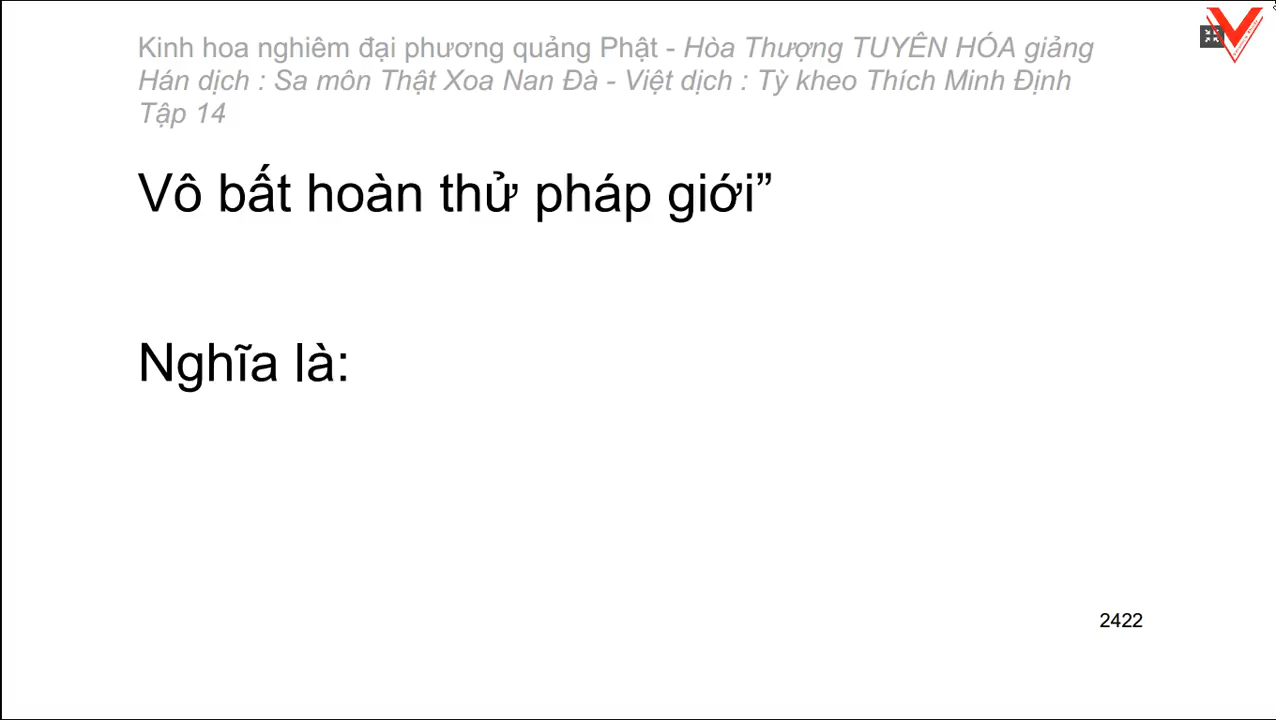 Kinh hoa nghiêm đại phương quảng Phật - Hòa Thượng TUYÊN HÓA giảng
Hán dịch : Sa môn Thật Xoa Nan Đà - Việt dịch : Tỳ kheo Thích Minh Định
Tập 14
Vô bất hoàn thử pháp giới”
Nghĩa là:
2422